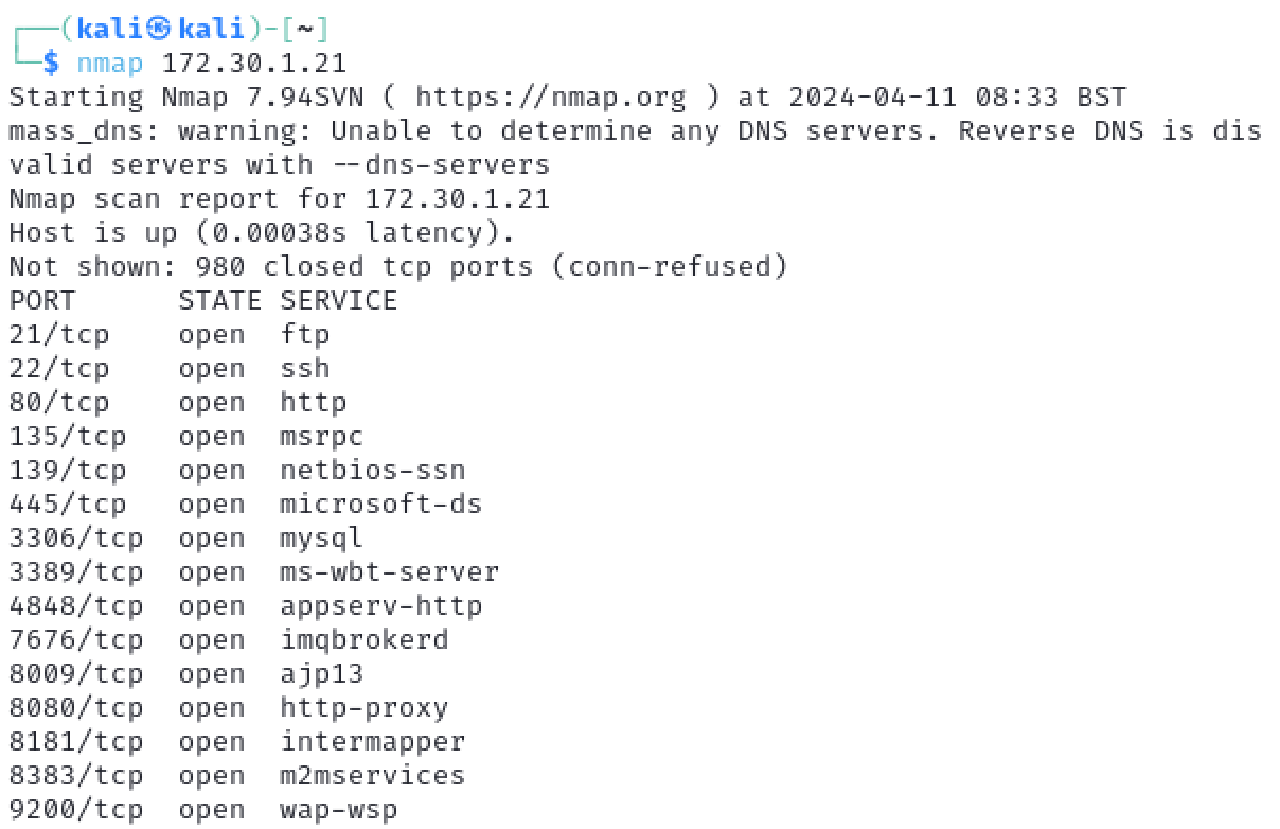 ┌──(kali㉿kali)-[~]
└─$ nmap 172.30.1.21
Starting Nmap 7.94SVN ( https://nmap.org ) at 2024-04-11 08:33 BST
mass_dns: warning: Unable to determine any DNS servers. Reverse DNS is dis
valid servers with --dns-servers
Nmap scan report for 172.30.1.21
Host is up (0.00038s latency).
Not shown: 980 closed tcp ports (conn-refused)
PORT     STATE SERVICE
21/tcp   open  ftp
22/tcp   open  ssh
80/tcp   open  http
135/tcp  open  msrpc
139/tcp  open  netbios-ssn
445/tcp  open  microsoft-ds
3306/tcp open  mysql
3389/tcp open  ms-wbt-server
4848/tcp open  appserv-http
7676/tcp open  imqbrokerd
8009/tcp open  ajp13
8080/tcp open  http-proxy
8181/tcp open  intermapper
8383/tcp open  m2mservices
9200/tcp open  wap-wsp